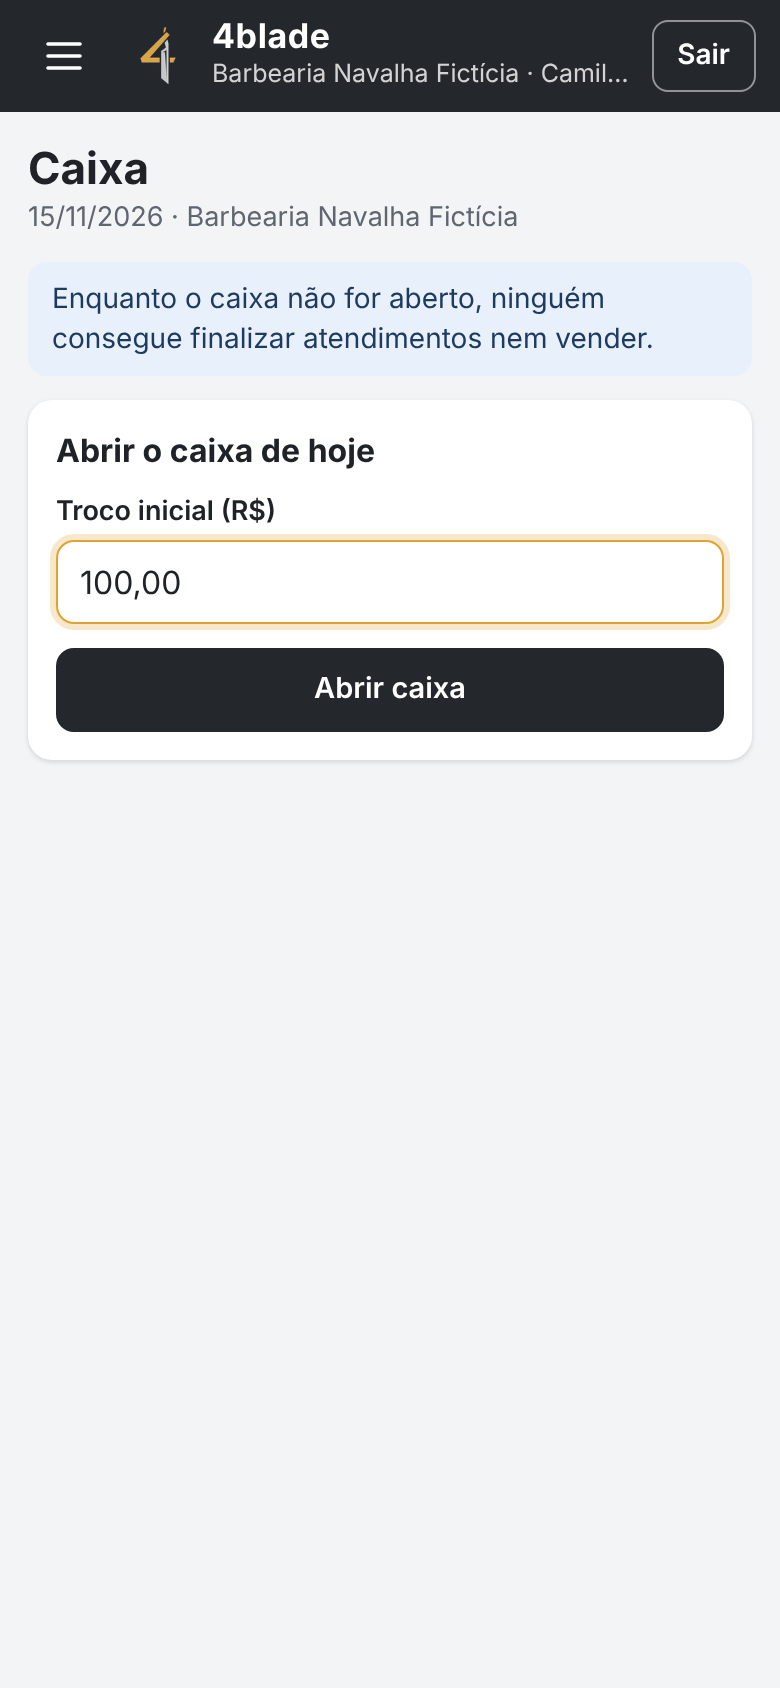 4blade
Barbearia Navalha Fictícia · Camil...
Sair
Caixa
15/11/2026 · Barbearia Navalha Fictícia
Enquanto o caixa não for aberto, ninguém
consegue finalizar atendimentos nem vender.
Abrir o caixa de hoje
Troco inicial (R$)
100,00
Abrir caixa